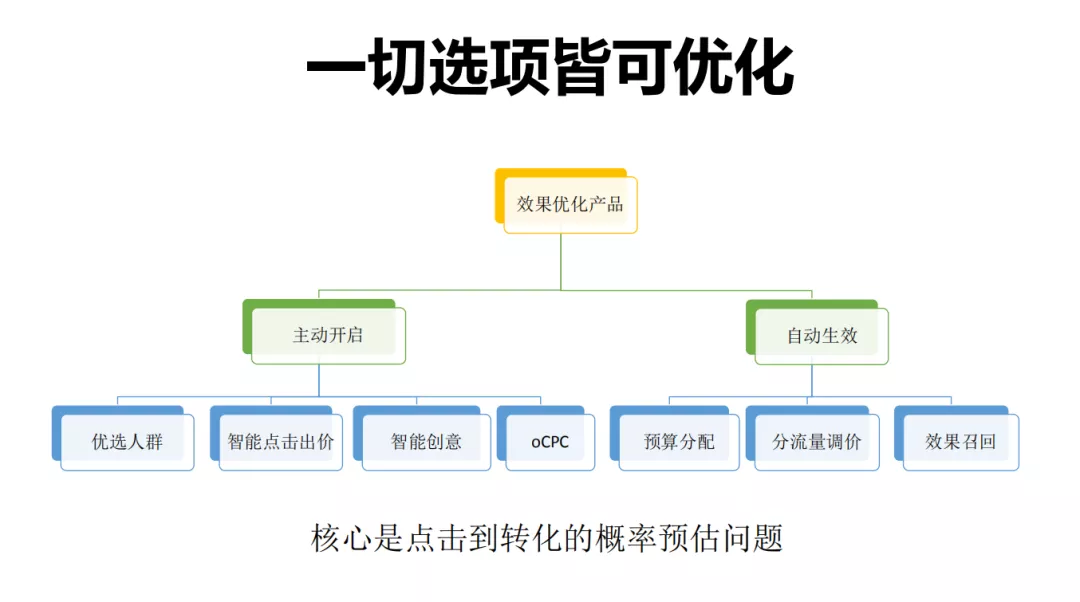 一切选项皆可优化
效果优化产品
主动开启
自动生效
优选人群
智能点击出价
智能创意
oCPC
预算分配
分流量调价
效果召回
核心是点击到转化的概率预估问题